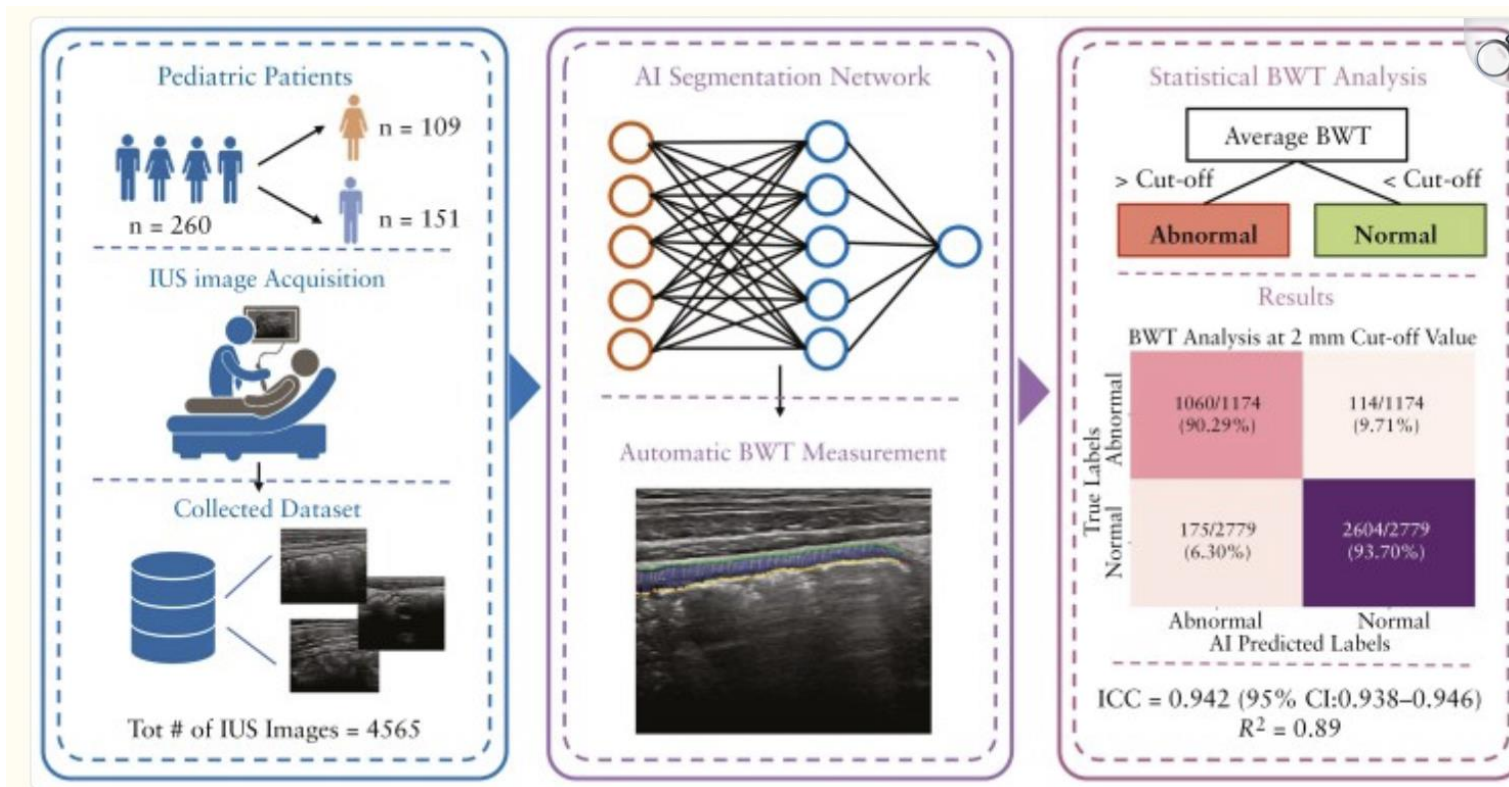 Pediatric Patients
n = 109
n = 260
n = 151
IUS image Acquisition
Collected Dataset
Tot # of IUS Images = 4565
AI Segmentation Network
Automatic BWT Measurement
Statistical BWT Analysis
Average BWT
> Cut-off
< Cut-off
Abnormal
Normal
Results
BWT Analysis at 2 mm Cut-off Value
True Labels
Abnormal
Normal
1060/1174
(90.29%)
114/1174
(9.71%)
175/2779
(6.30%)
2604/2779
(93.70%)
Abnormal
Normal
AI Predicted Labels
ICC = 0.942 (95% CI:0.938–0.946)
R² = 0.89